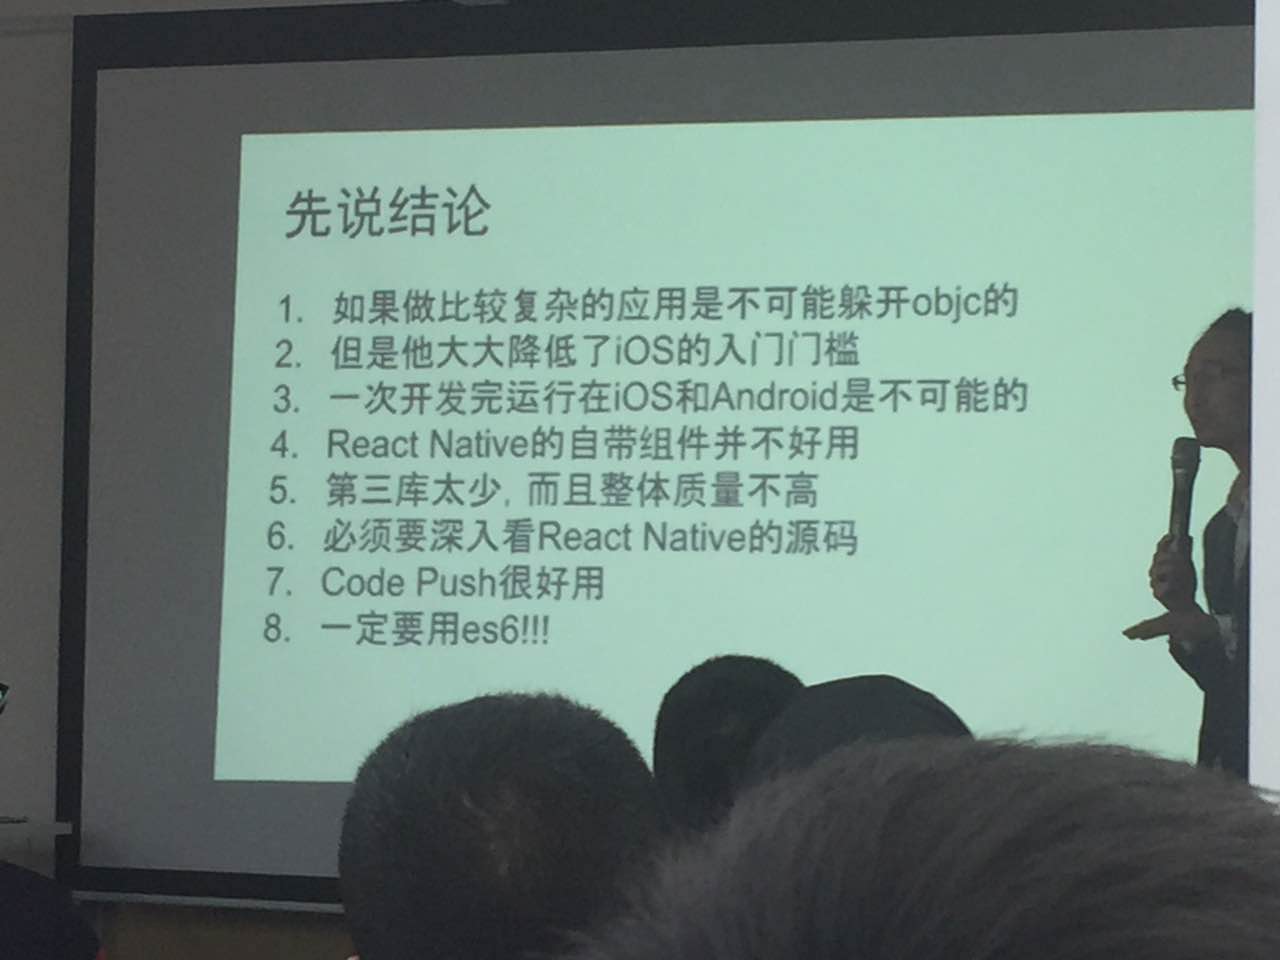 先说结论
1. 如果做比较复杂的应用是不可能躲开objc的
2. 但是他大大降低了iOS的入门门槛
3. 一次开发完运行在iOS和Android是不可能的
4. React Native的自带组件并不好用
5. 第三库太少, 而且整体质量不高
6. 必须要深入看React Native的源码
7. Code Push很好用
8. 一定要用es6!!!